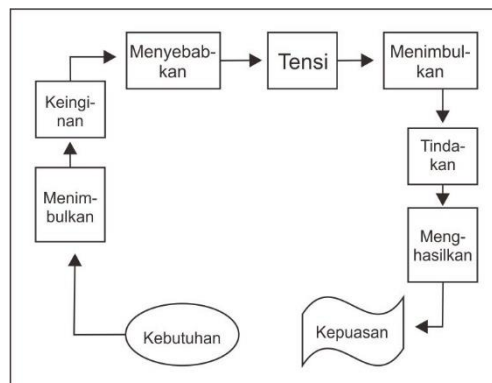 Kebutuhan
Menim-
bulkan
Keingi-
nan
Menyebab-
kan
Tensi
Menimbul-
kan
Tinda-
kan
Meng-
hasilkan
Kepuasan